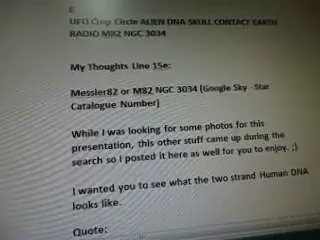 E
UFO Crop Circle ALIEN DNA SKULL CONTACT EARTH
RADIO M82 NGC 3034
My Thoughts Line 15e:
Messier82 or M82 NGC 3034 (Google Sky - Star
Catalogue Number)
While I was looking for some photos for this
presentation, this other stuff came up during the
search so I posted it here as well for you to enjoy. ;)
I wanted you to see what the two strand Human DNA
looks like.
Quote: